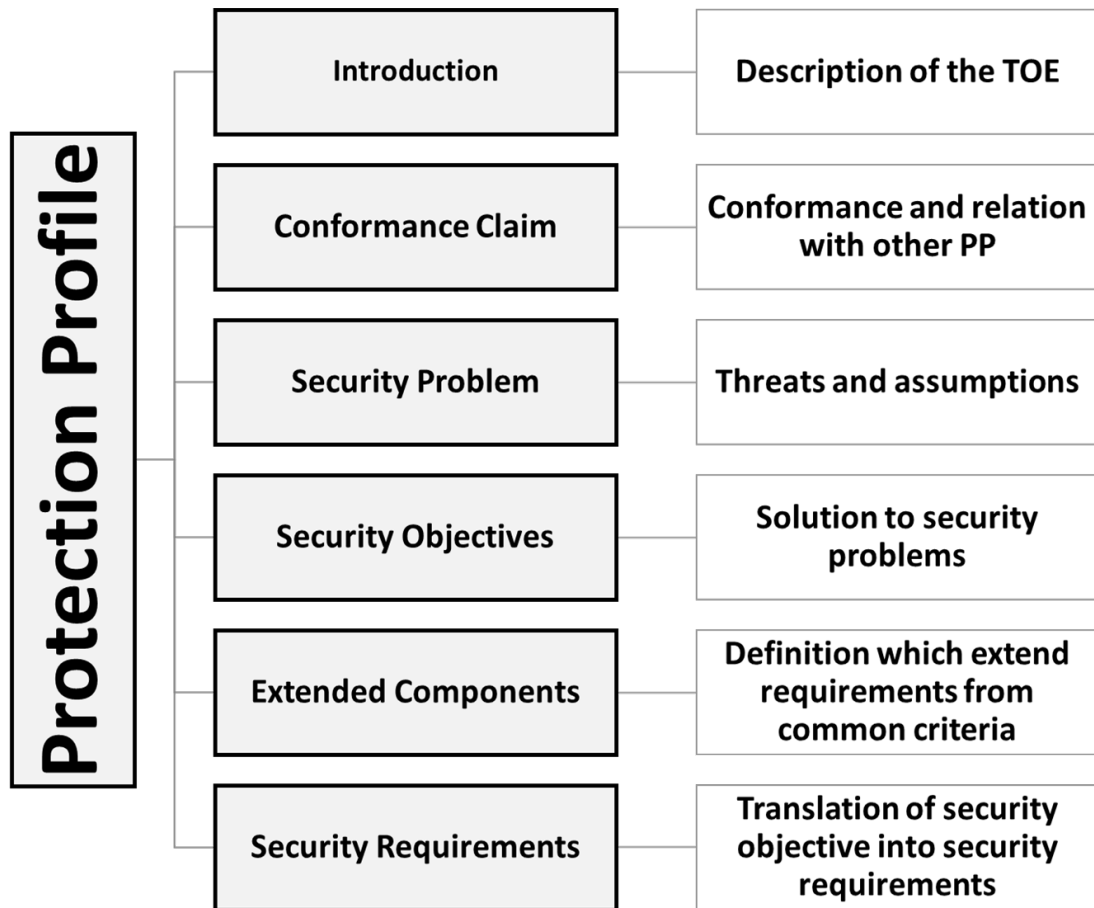 Protection Profile
Introduction
Description of the TOE
Conformance Claim
Conformance and relation
with other PP
Security Problem
Threats and assumptions
Security Objectives
Solution to security
problems
Extended Components
Definition which extend
requirements from
common criteria
Security Requirements
Translation of security
objective into security
requirements